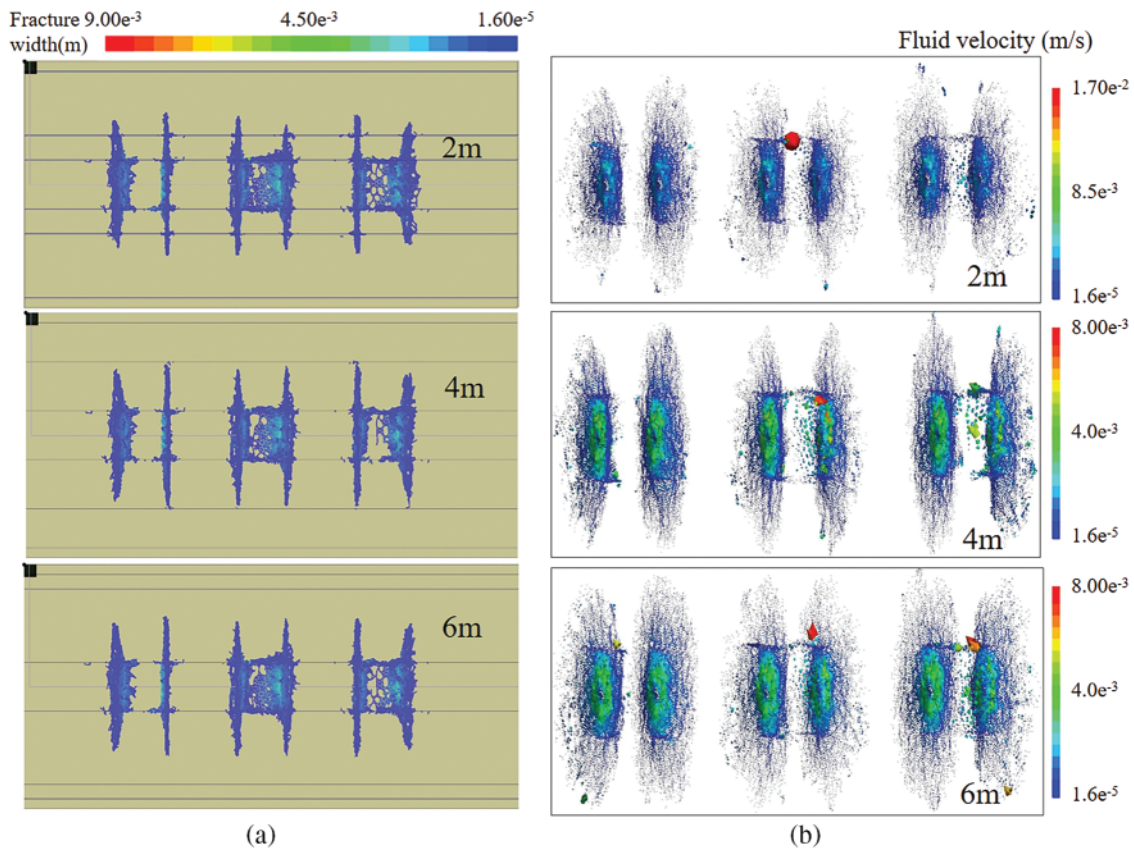 Fracture 9.00e-3 4.50e-3 1.60e-5
width(m)
2m
4m
6m
(a)
Fluid velocity (m/s)
1.70e-2
8.5e-3
1.6e-5
2m
8.00e-3
4.0e-3
1.6e-5
4m
8.00e-3
4.0e-3
1.6e-5
6m
(b)